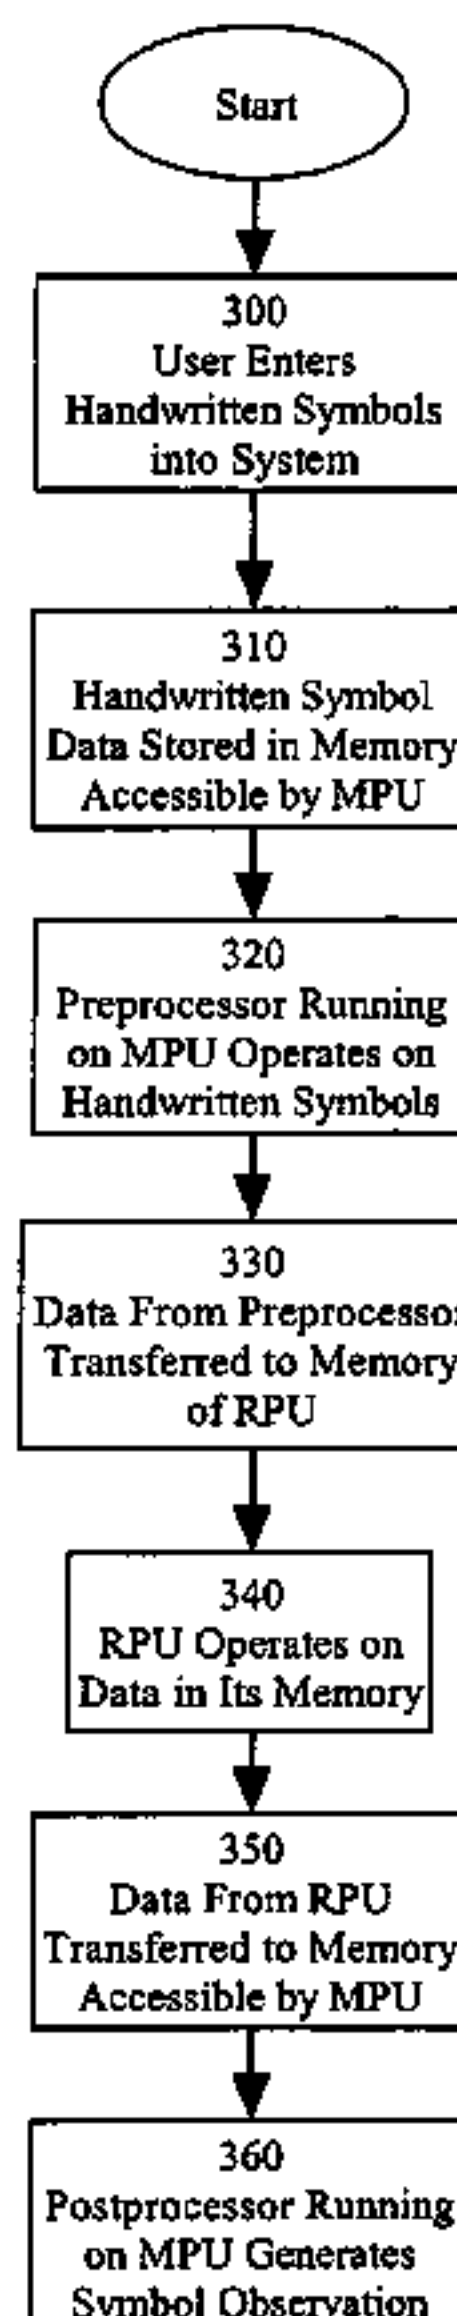 Start
300
User Enters
Handwritten Symbols
into System
310
Handwritten Symbol
Data Stored in Memory
Accessible by MPU
320
Preprocessor Running
on MPU Operates on
Handwritten Symbols
330
Data From Preprocessor
Transferred to Memory
of RPU
340
RPU Operates on
Data in Its Memory
350
Data From RPU
Transferred to Memory
Accessible by MPU
360
Postprocessor Running
on MPU Generates
Symbol Observation